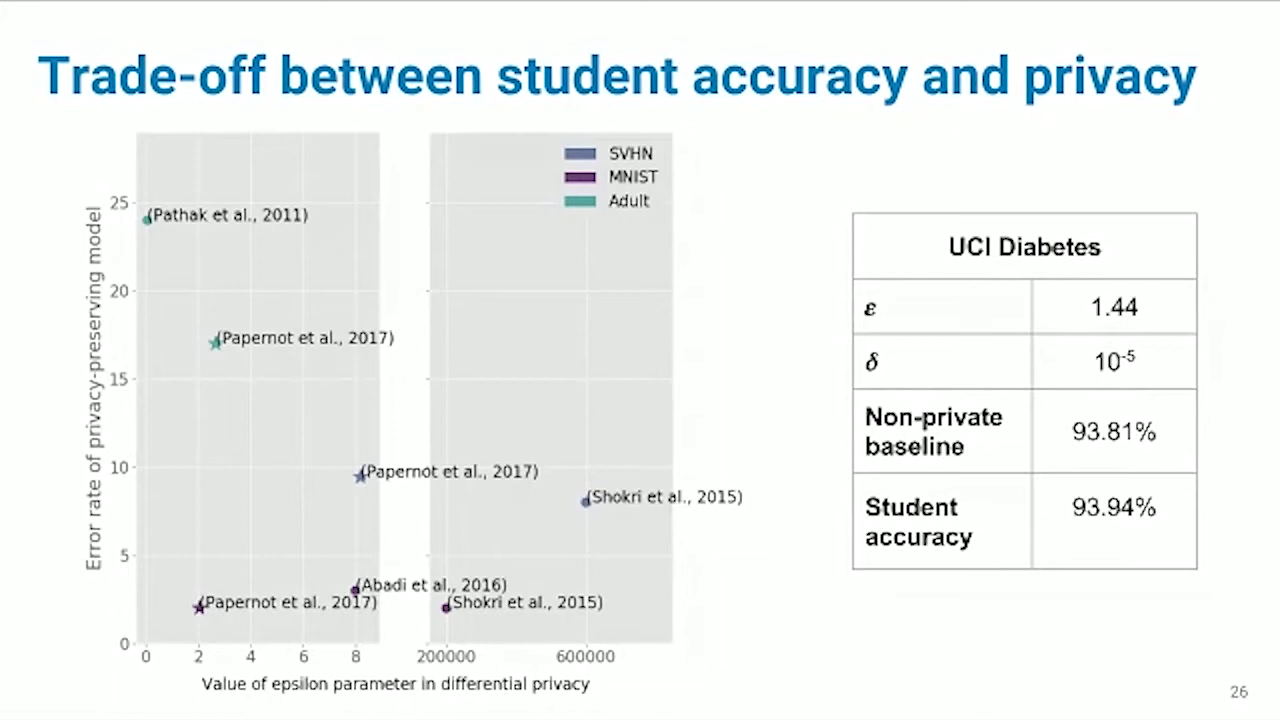 Trade-off between student accuracy and privacy
SVHN
MNIST
Adult
Error rate of privacy-preserving model
25
20
15
10
5
0
(Pathak et al., 2011)
(Papernot et al., 2017)
(Papernot et al., 2017)
(Shokri et al., 2015)
(Abadi et al., 2016)
(Papernot et al., 2017)
(Shokri et al., 2015)
0 2 4 6 8 200000 600000
Value of epsilon parameter in differential privacy
UCI Diabetes
ε 1.44
δ 10⁻⁵
Non-private
baseline
93.81%
Student
accuracy
93.94%
26